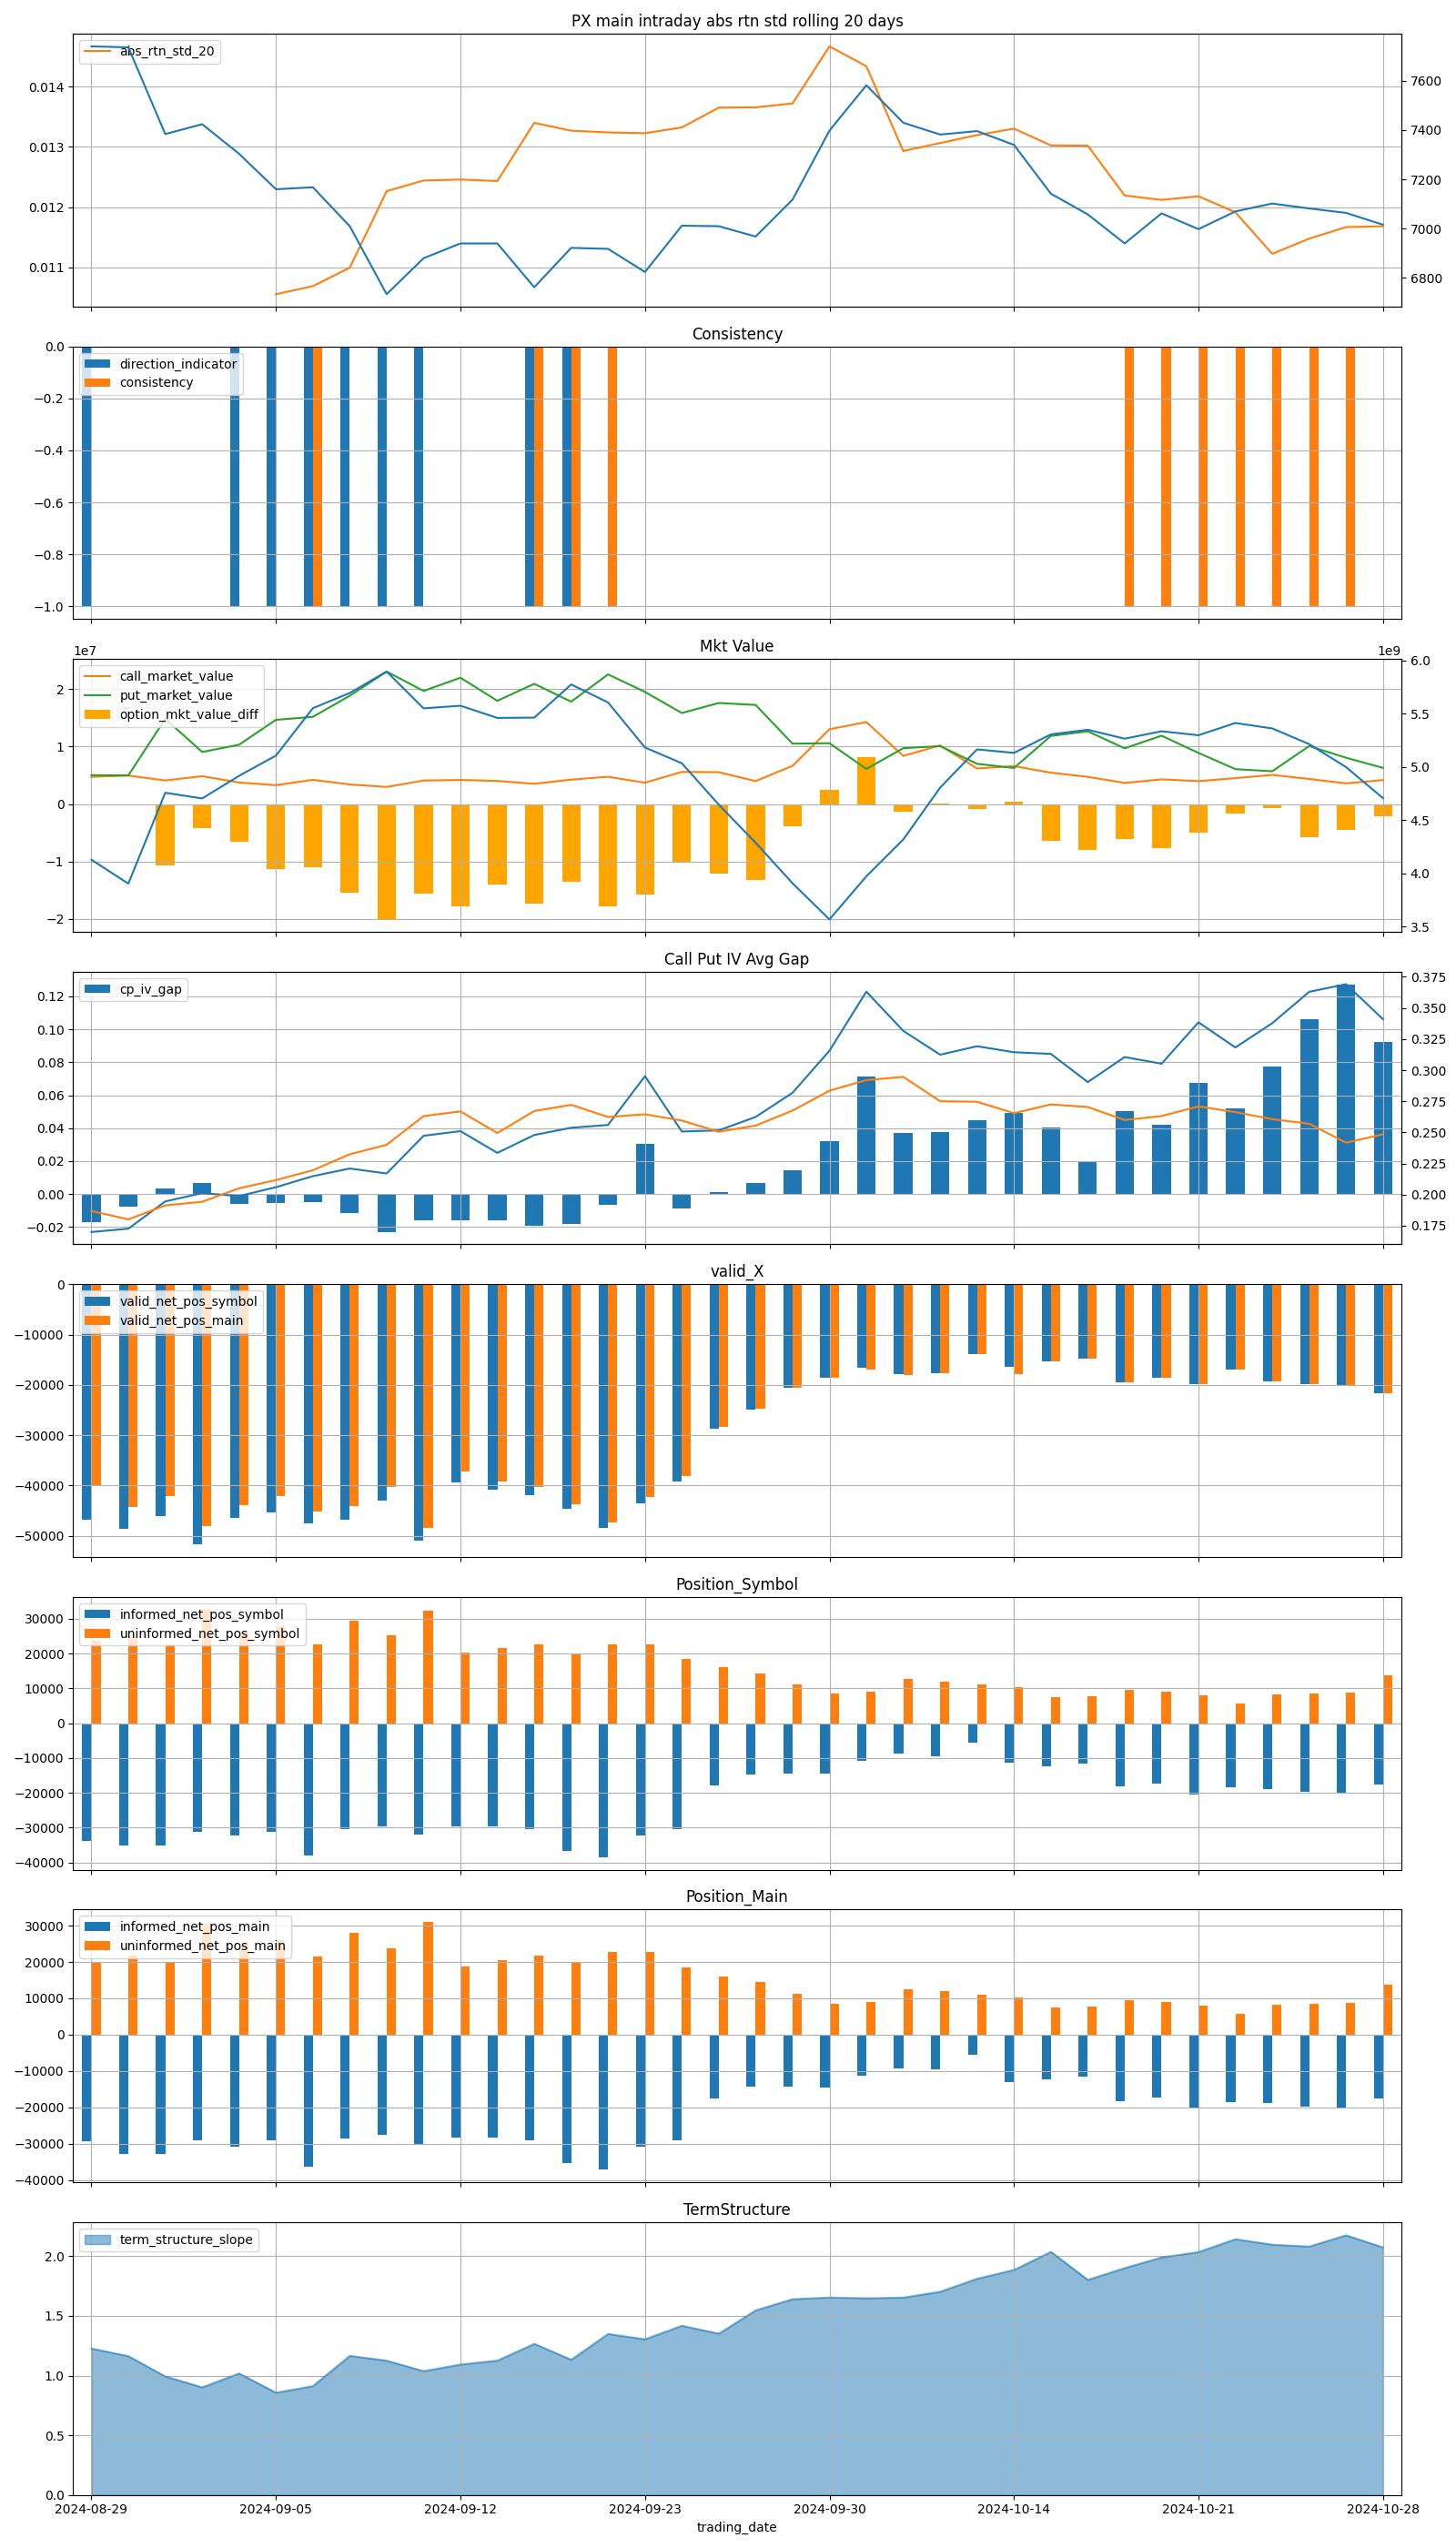 PX main intraday abs rtn std rolling 20 days
abs_rtn_std_20
0.014
0.013
0.012
0.011
7600
7400
7200
7000
6800
Consistency
direction_indicator
consistency
0.0
−0.2
−0.4
−0.6
−0.8
−1.0
Mkt Value
1e7
1e9
call_market_value
put_market_value
option_mkt_value_diff
2
1
0
−1
−2
6.0
5.5
5.0
4.5
4.0
3.5
Call Put IV Avg Gap
cp_iv_gap
0.12
0.10
0.08
0.06
0.04
0.02
0.00
−0.02
0.375
0.350
0.325
0.300
0.275
0.250
0.225
0.200
0.175
valid_X
valid_net_pos_symbol
valid_net_pos_main
0
−10000
−20000
−30000
−40000
−50000
Position_Symbol
informed_net_pos_symbol
uninformed_net_pos_symbol
30000
20000
10000
0
−10000
−20000
−30000
−40000
Position_Main
informed_net_pos_main
uninformed_net_pos_main
30000
20000
10000
0
−10000
−20000
−30000
−40000
TermStructure
term_structure_slope
2.0
1.5
1.0
0.5
0.0
2024-08-29 2024-09-05 2024-09-12 2024-09-23 2024-09-30 2024-10-14 2024-10-21 2024-10-28
trading_date